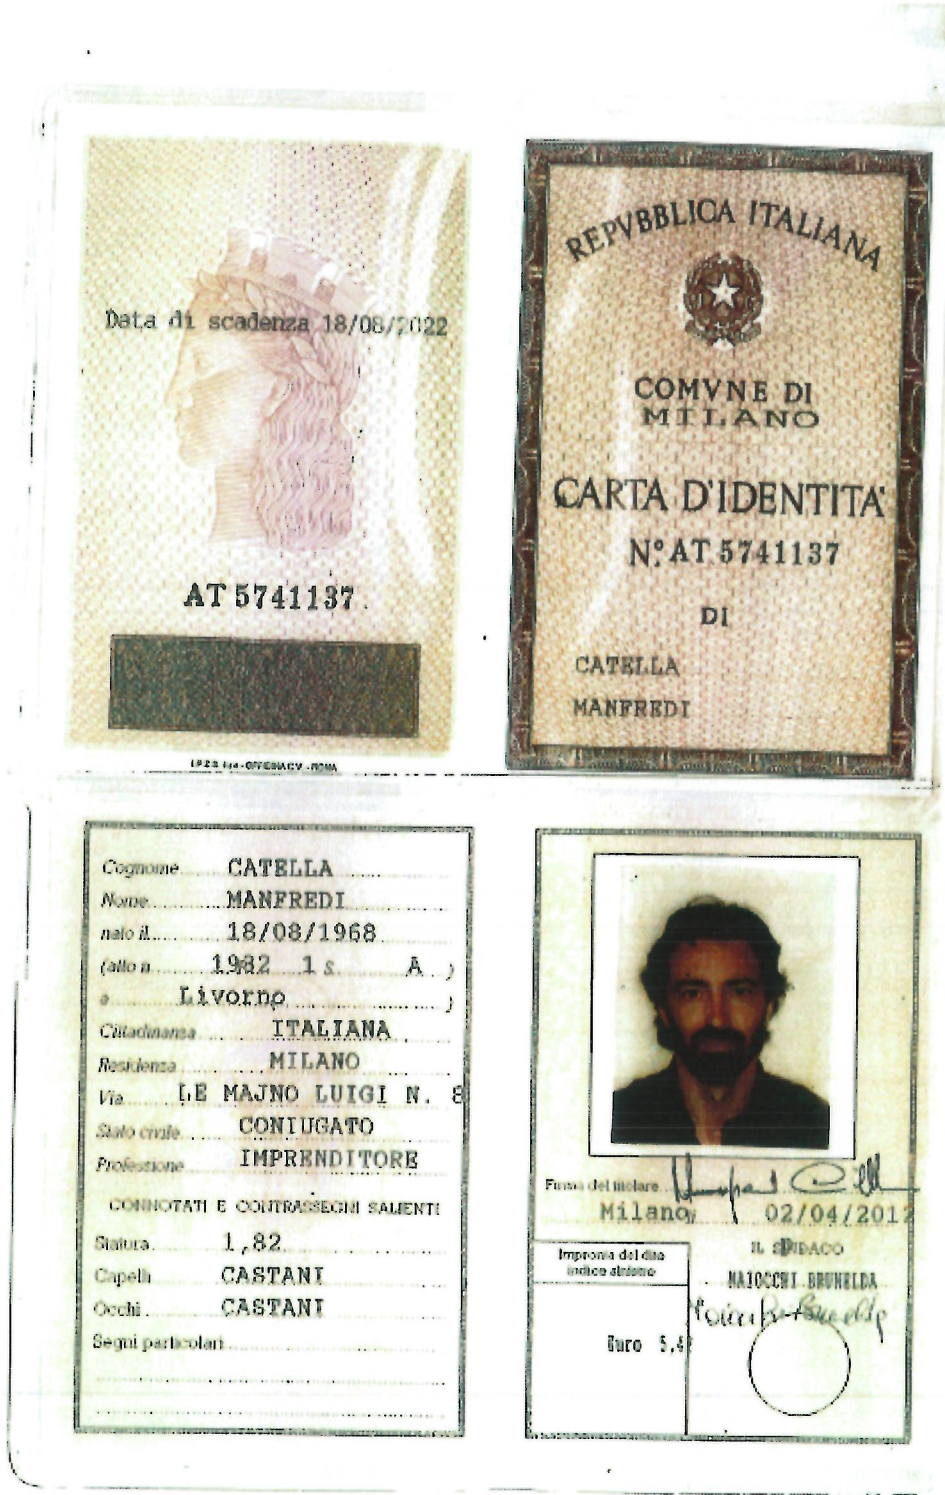 Data di scadenza 18/08/2022
AT 5741137
I.P.Z.S. S.p.A. - OFFICINA C.V. - ROMA
REPVBBLICA ITALIANA
COMVNE DI
MILANO
CARTA D'IDENTITA'
N.º AT 5741137
DI
CATELLA
MANFREDI
Cognome CATELLA
Nome MANFREDI
nato il 18/08/1968
(atto n. 1982 1 s A )
a Livorno )
Cittadinanza ITALIANA
Residenza MILANO
Via LE MAJNO LUIGI N. 8
Stato civile CONIUGATO
Professione IMPRENDITORE
CONNOTATI E CONTRASSEGNI SALIENTI
Statura 1,82
Capelli CASTANI
Occhi CASTANI
Segni particolari
Firma del titolare
Milano, 02/04/2012
Impronta del dito
indice sinistro
IL SINDACO
MAIOCCHI BRUNELDA
Euro 5,4